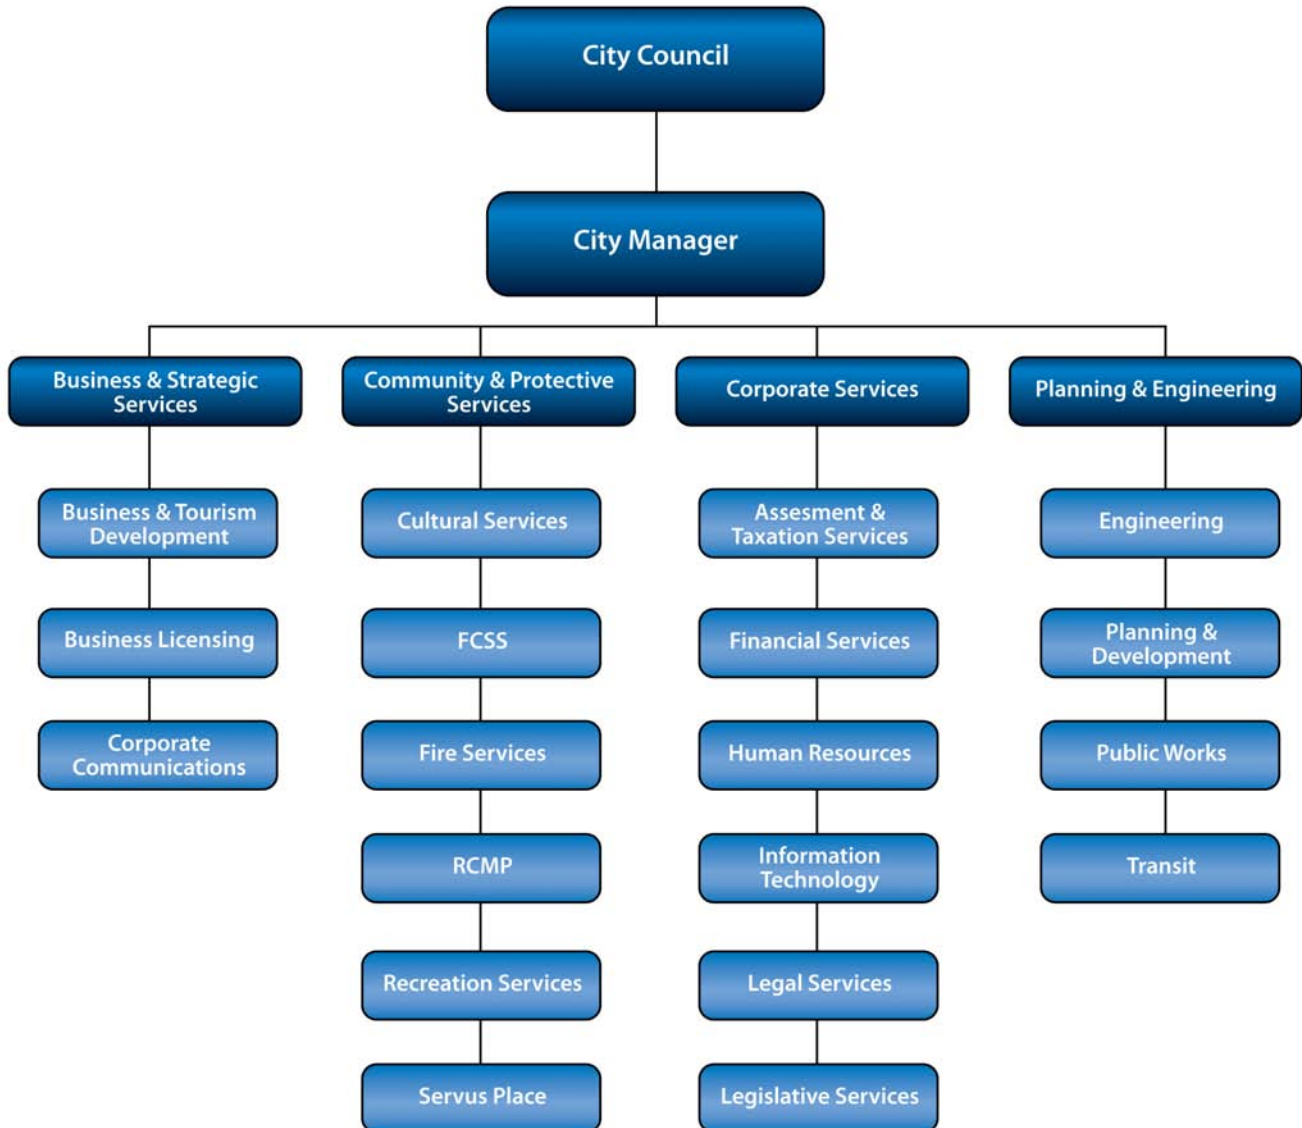 City Council
City Manager
Business & Strategic
Services
Community & Protective
Services
Corporate Services
Planning & Engineering
Business & Tourism
Development
Business Licensing
Corporate
Communications
Cultural Services
FCSS
Fire Services
RCMP
Recreation Services
Servus Place
Assesment &
Taxation Services
Financial Services
Human Resources
Information
Technology
Legal Services
Legislative Services
Engineering
Planning &
Development
Public Works
Transit